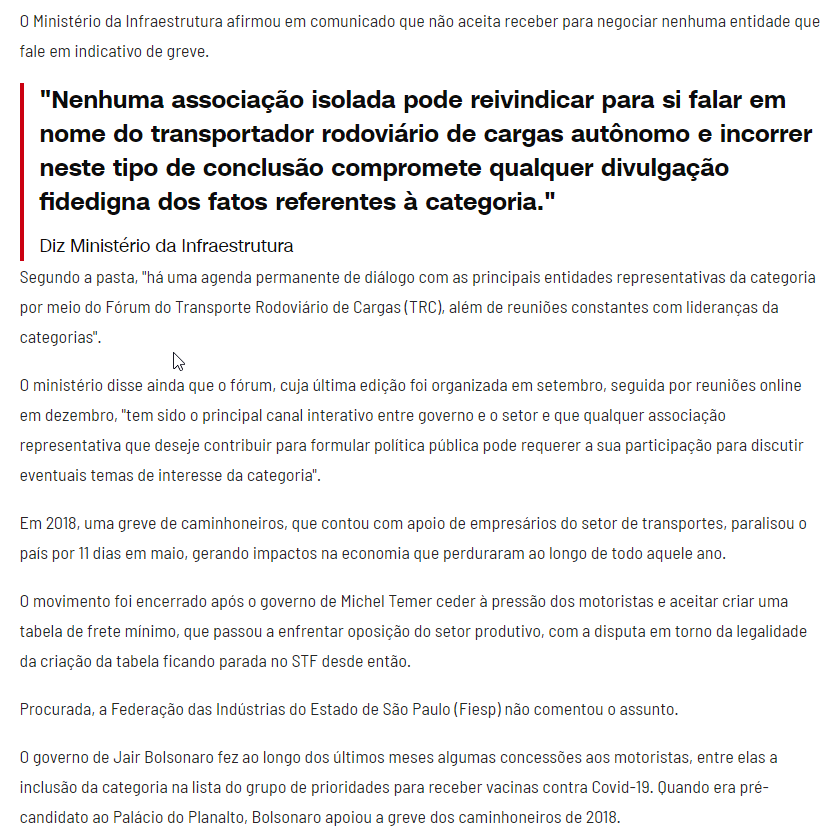 O Ministério da Infraestrutura afirmou em comunicado que não aceita receber para negociar nenhuma entidade que
fale em indicativo de greve.
"Nenhuma associação isolada pode reivindicar para si falar em
nome do transportador rodoviário de cargas autônomo e incorrer
neste tipo de conclusão compromete qualquer divulgação
fidedigna dos fatos referentes à categoria."
Diz Ministério da Infraestrutura
Segundo a pasta, "há uma agenda permanente de diálogo com as principais entidades representativas da categoria
por meio do Fórum do Transporte Rodoviário de Cargas (TRC), além de reuniões constantes com lideranças da
categorias".
O ministério disse ainda que o fórum, cuja última edição foi organizada em setembro, seguida por reuniões online
em dezembro, "tem sido o principal canal interativo entre governo e o setor e que qualquer associação
representativa que deseje contribuir para formular política pública pode requerer a sua participação para discutir
eventuais temas de interesse da categoria".
Em 2018, uma greve de caminhoneiros, que contou com apoio de empresários do setor de transportes, paralisou o
país por 11 dias em maio, gerando impactos na economia que perduraram ao longo de todo aquele ano.
O movimento foi encerrado após o governo de Michel Temer ceder à pressão dos motoristas e aceitar criar uma
tabela de frete mínimo, que passou a enfrentar oposição do setor produtivo, com a disputa em torno da legalidade
da criação da tabela ficando parada no STF desde então.
Procurada, a Federação das Indústrias do Estado de São Paulo (Fiesp) não comentou o assunto.
O governo de Jair Bolsonaro fez ao longo dos últimos meses algumas concessões aos motoristas, entre elas a
inclusão da categoria na lista do grupo de prioridades para receber vacinas contra Covid-19. Quando era pré-
candidato ao Palácio do Planalto, Bolsonaro apoiou a greve dos caminhoneiros de 2018.